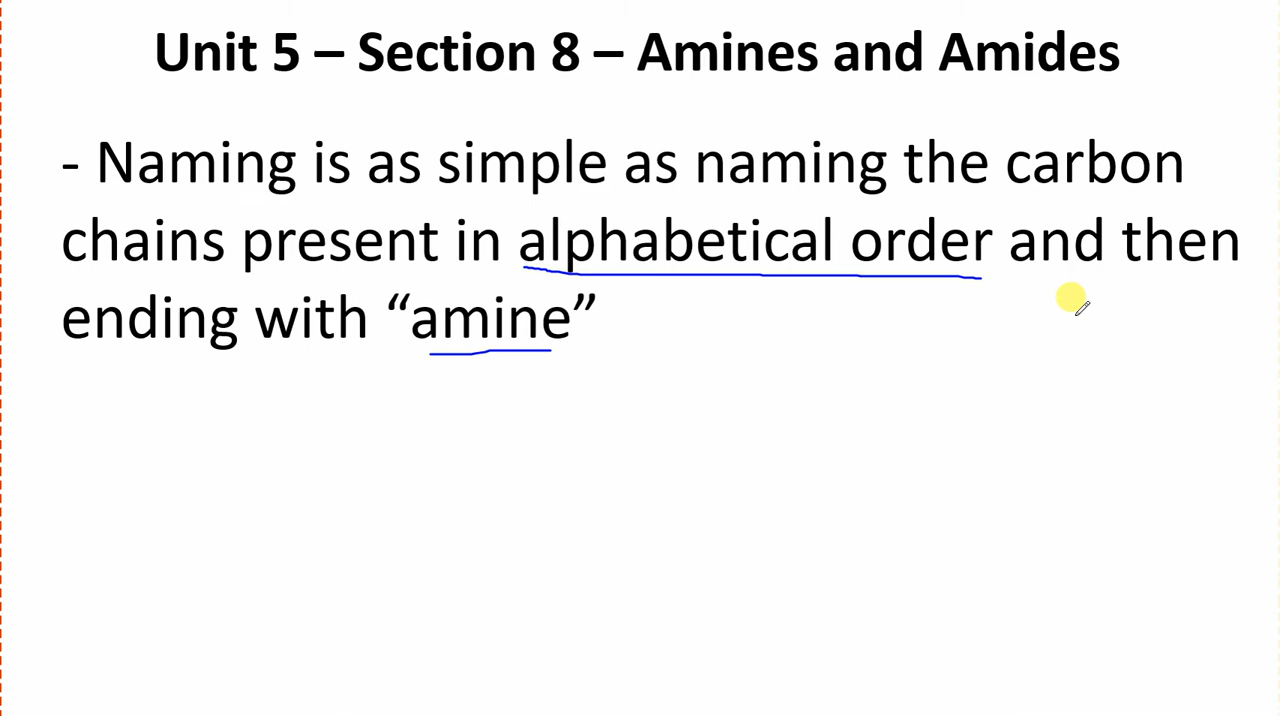 Unit 5 – Section 8 – Amines and Amides
- Naming is as simple as naming the carbon
chains present in alphabetical order and then
ending with “amine”